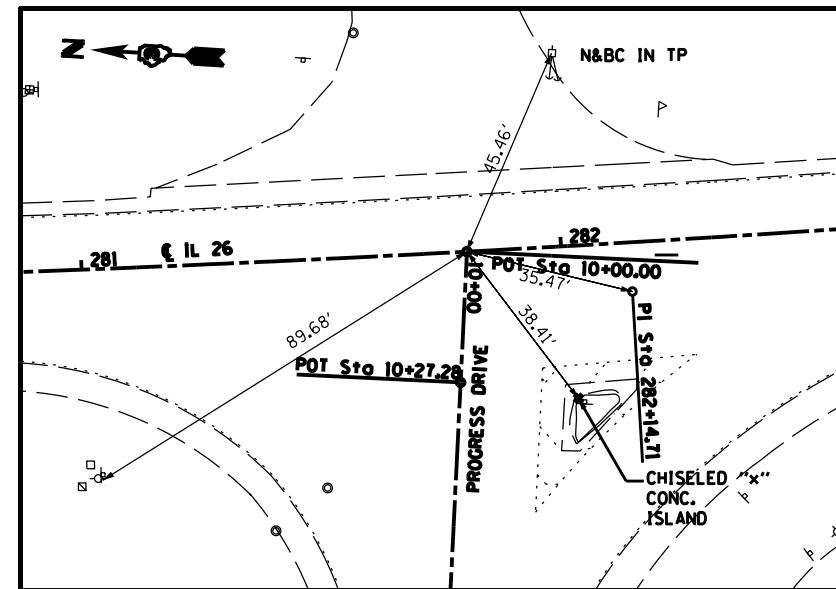 N
N&BC IN TP
45.46'
281
℄ IL 26
282
POT Sta 10+00.00
10+00
35.47'
38.41'
89.68'
POT Sta 10+27.28
PROGRESS DRIVE
PI Sta. 282+14.71
CHISELED "x"
CONC.
ISLAND